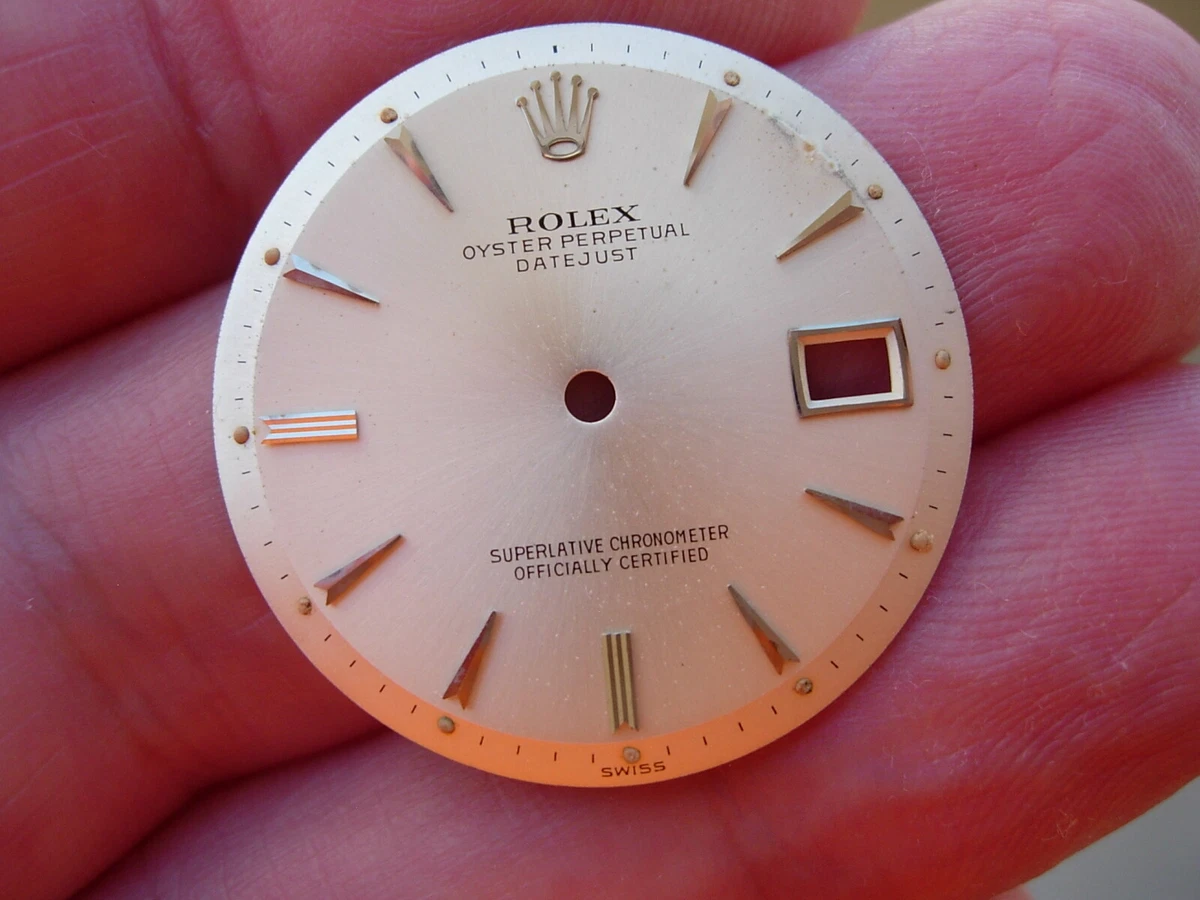 ROLEX
OYSTER PERPETUAL
DATEJUST
SUPERLATIVE CHRONOMETER
OFFICIALLY CERTIFIED
SWISS